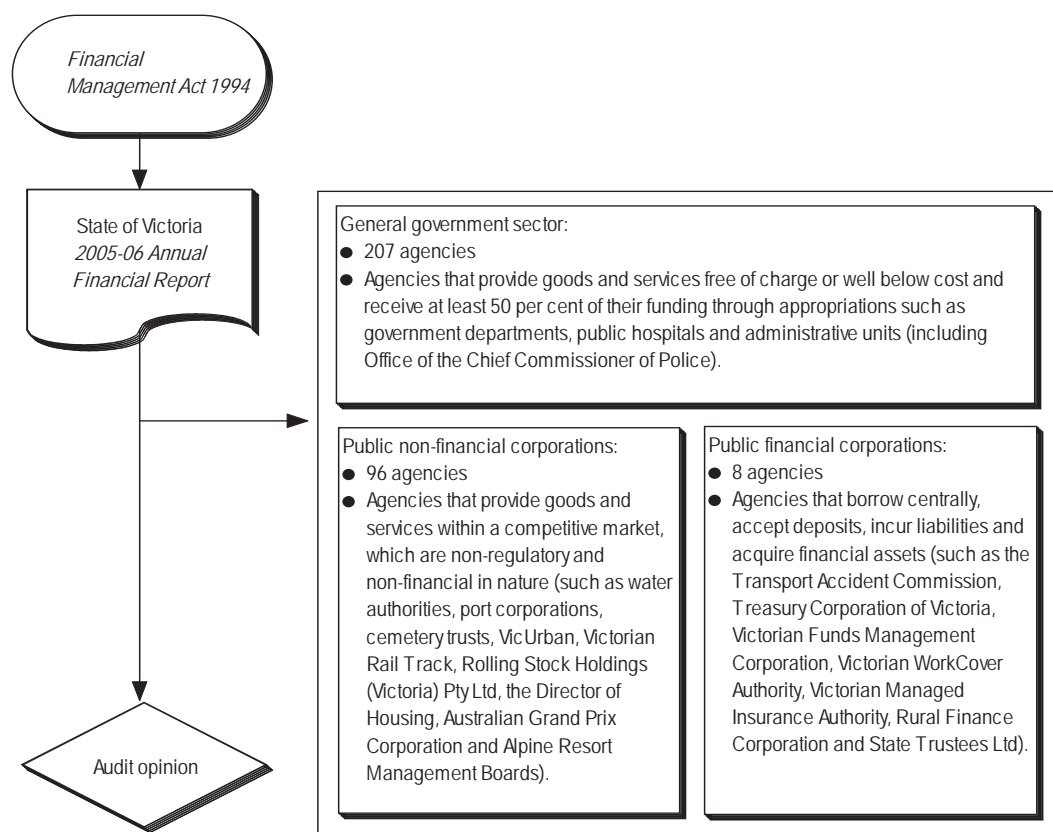 Financial
Management Act 1994
State of Victoria
2005-06 Annual
Financial Report
General government sector:
● 207 agencies
● Agencies that provide goods and services free of charge or well below cost and
receive at least 50 per cent of their funding through appropriations such as
government departments, public hospitals and administrative units (including
Office of the Chief Commissioner of Police).
Public non-financial corporations:
● 96 agencies
● Agencies that provide goods and
services within a competitive market,
which are non-regulatory and
non-financial in nature (such as water
authorities, port corporations,
cemetery trusts, VicUrban, Victorian
Rail Track, Rolling Stock Holdings
(Victoria) Pty Ltd, the Director of
Housing, Australian Grand Prix
Corporation and Alpine Resort
Management Boards).
Public financial corporations:
● 8 agencies
● Agencies that borrow centrally,
accept deposits, incur liabilities and
acquire financial assets (such as the
Transport Accident Commission,
Treasury Corporation of Victoria,
Victorian Funds Management
Corporation, Victorian WorkCover
Authority, Victorian Managed
Insurance Authority, Rural Finance
Corporation and State Trustees Ltd).
Audit opinion